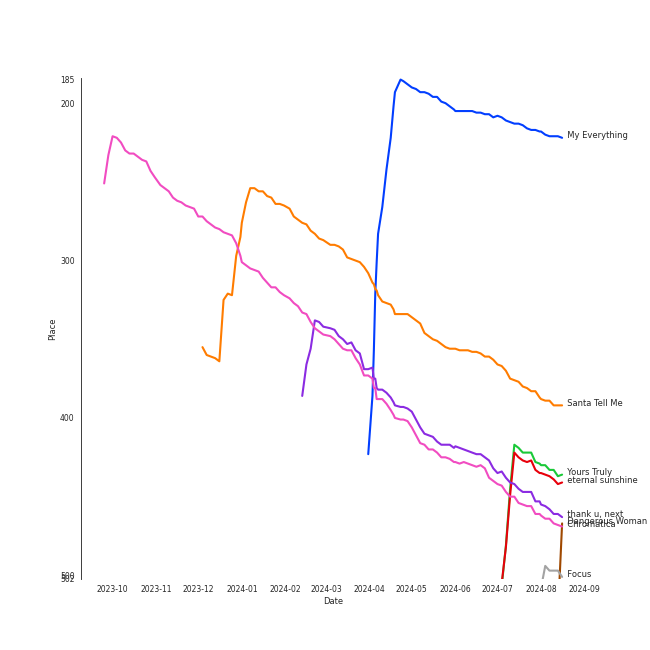 185
200
300
400
500
502
Place
My Everything
Santa Tell Me
Yours Truly
eternal sunshine
thank u, next
Dangerous Woman
Chromatica
Focus
2023-10
2023-11
2023-12
2024-01
2024-02
2024-03
2024-04
2024-05
2024-06
2024-07
2024-08
2024-09
Date